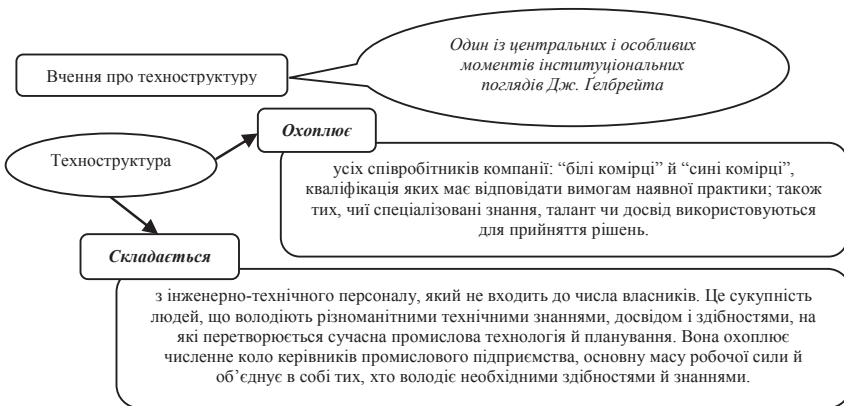 Один із центральних і особливих
моментів інституціональних
поглядів Дж. Ґелбрейта
Вчення про техноструктуру
Охоплює
Техноструктура
усіх співробітників компанії: “білі комірці” й “сині комірці”,
кваліфікація яких має відповідати вимогам наявної практики; також
тих, чиї спеціалізовані знання, талант чи досвід використовуються
для прийняття рішень.
Складається
з інженерно-технічного персоналу, який не входить до числа власників. Це сукупність
людей, що володіють різноманітними технічними знаннями, досвідом і здібностями, на
які перетворюється сучасна промислова технологія й планування. Вона охоплює
численне коло керівників промислового підприємства, основну масу робочої сили й
об’єднує в собі тих, хто володіє необхідними здібностями й знаннями.